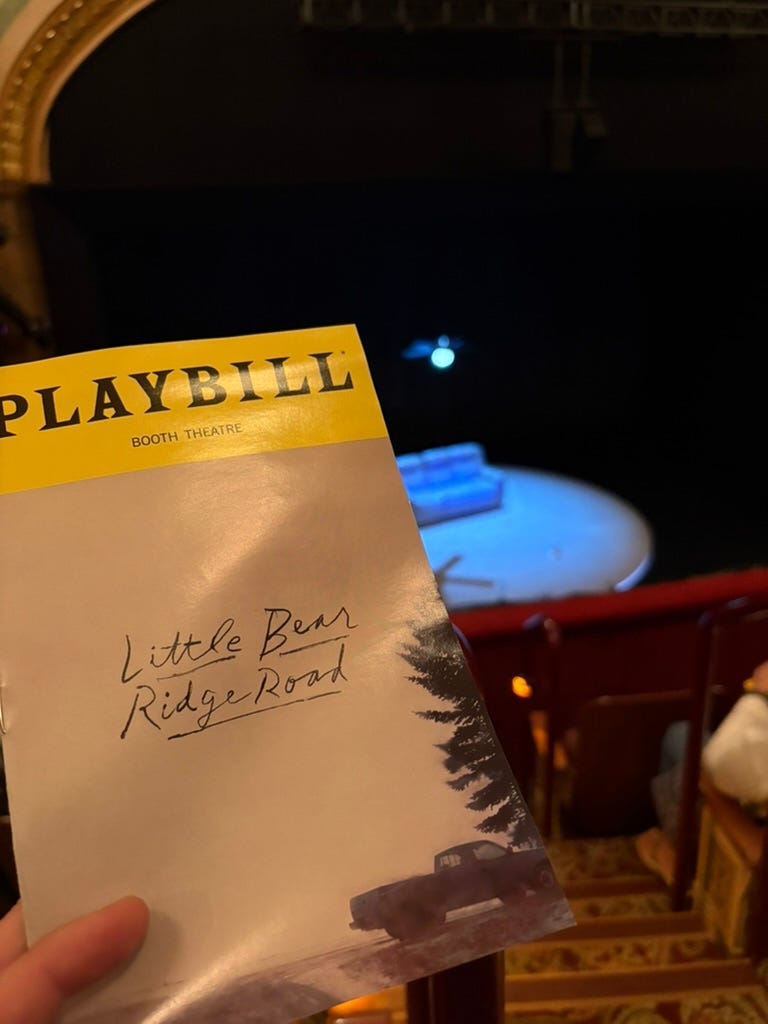 PLAYBILL
BOOTH THEATRE
Little Bear
Ridge Road